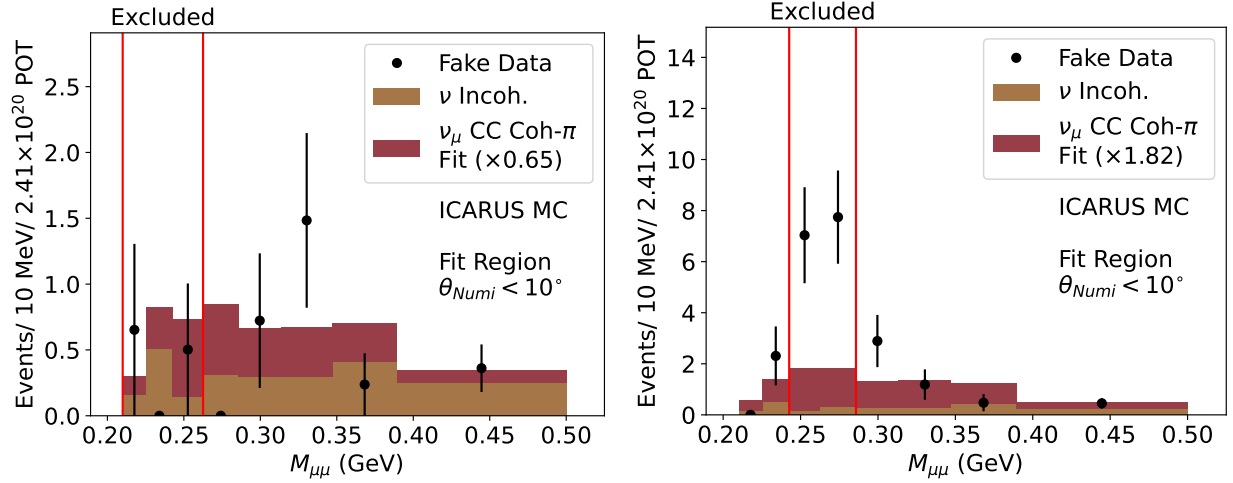 Excluded
Events/ 10 MeV/ 2.41×10²⁰ POT
2.5
2.0
1.5
1.0
0.5
0.0
Fake Data
ν Incoh.
ν_μ CC Coh-π
Fit (×0.65)
ICARUS MC
Fit Region
θ_Numi < 10°
0.20 0.25 0.30 0.35 0.40 0.45 0.50
M_μμ (GeV)
Excluded
Events/ 10 MeV/ 2.41×10²⁰ POT
14
12
10
8
6
4
2
0
Fake Data
ν Incoh.
ν_μ CC Coh-π
Fit (×1.82)
ICARUS MC
Fit Region
θ_Numi < 10°
0.20 0.25 0.30 0.35 0.40 0.45 0.50
M_μμ (GeV)